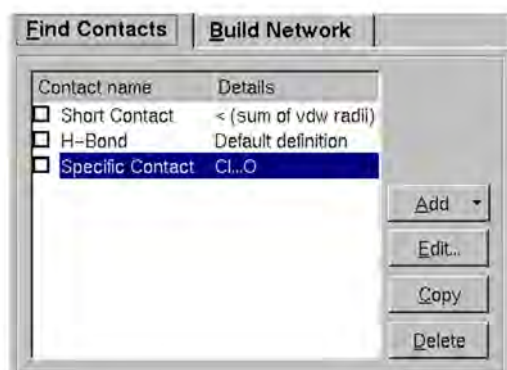 Find Contacts Build Network
Contact name Details
Short Contact < (sum of vdw radii)
H-Bond Default definition
Specific Contact Cl...O
Add
Edit...
Copy
Delete